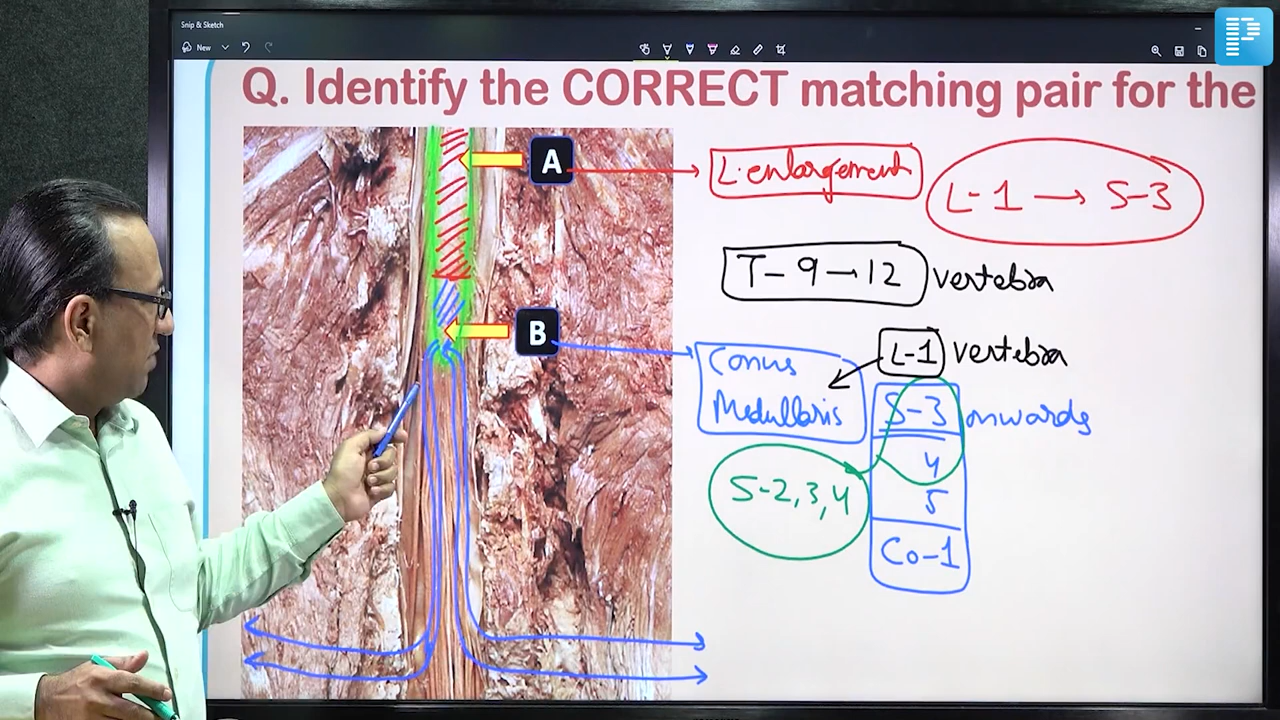 Snip & Sketch
New
P
Q. Identify the CORRECT matching pair for the
A
L.enlargement
L-1 → S-3
T-9→12 vertebra
B
L-1 vertebra
Conus
Medullaris
S-3 onwards
4
S-2,3,4
5
Co-1